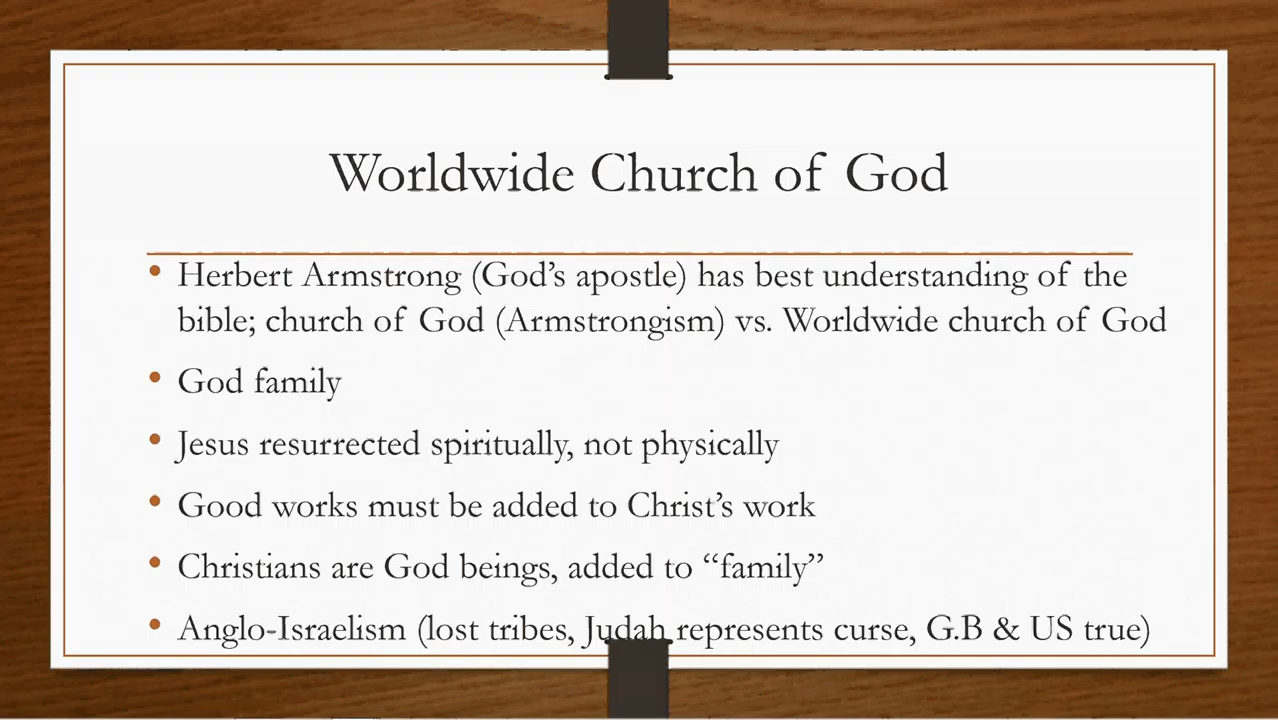 Worldwide Church of God
• Herbert Armstrong (God’s apostle) has best understanding of the
bible; church of God (Armstrongism) vs. Worldwide church of God
• God family
• Jesus resurrected spiritually, not physically
• Good works must be added to Christ’s work
• Christians are God beings, added to “family”
• Anglo-Israelism (lost tribes, Judah represents curse, G.B & US true)